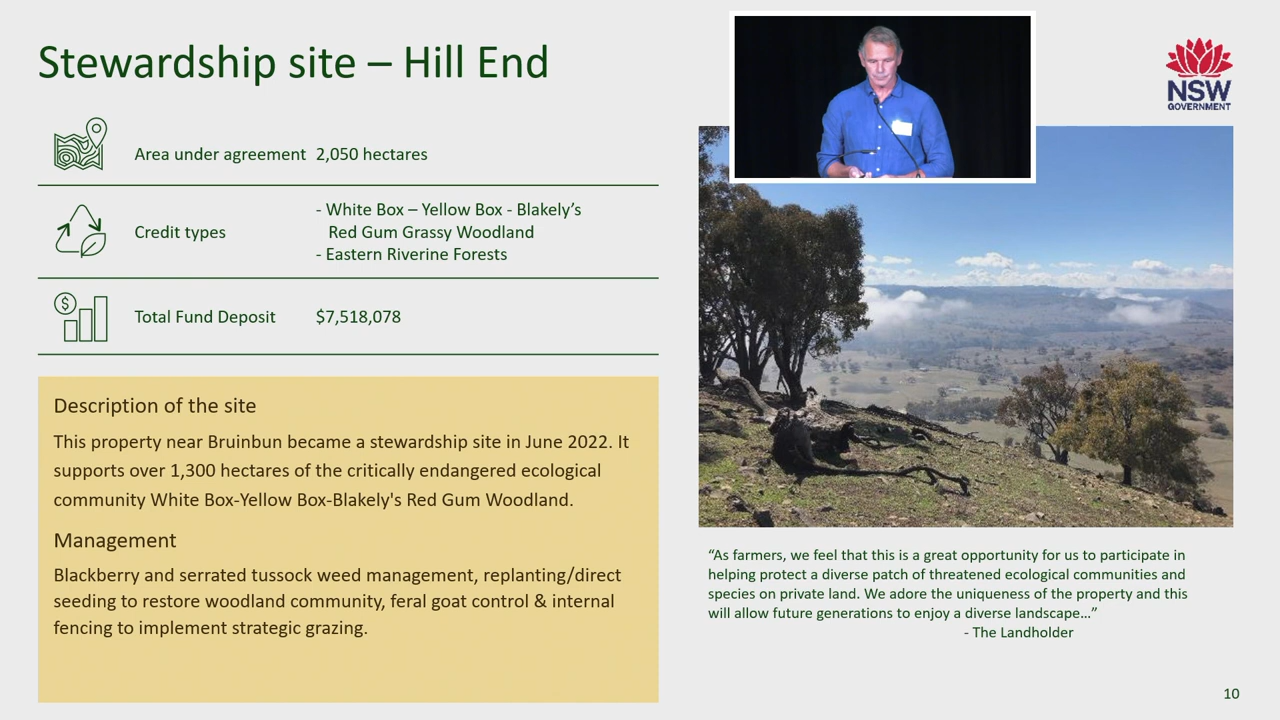 Stewardship site – Hill End
NSW
GOVERNMENT
Area under agreement 2,050 hectares
Credit types
- White Box – Yellow Box - Blakely’s
Red Gum Grassy Woodland
- Eastern Riverine Forests
$
Total Fund Deposit $7,518,078
Description of the site
This property near Bruinbun became a stewardship site in June 2022. It
supports over 1,300 hectares of the critically endangered ecological
community White Box-Yellow Box-Blakely's Red Gum Woodland.
Management
Blackberry and serrated tussock weed management, replanting/direct
seeding to restore woodland community, feral goat control & internal
fencing to implement strategic grazing.
“As farmers, we feel that this is a great opportunity for us to participate in
helping protect a diverse patch of threatened ecological communities and
species on private land. We adore the uniqueness of the property and this
will allow future generations to enjoy a diverse landscape…”
- The Landholder
10